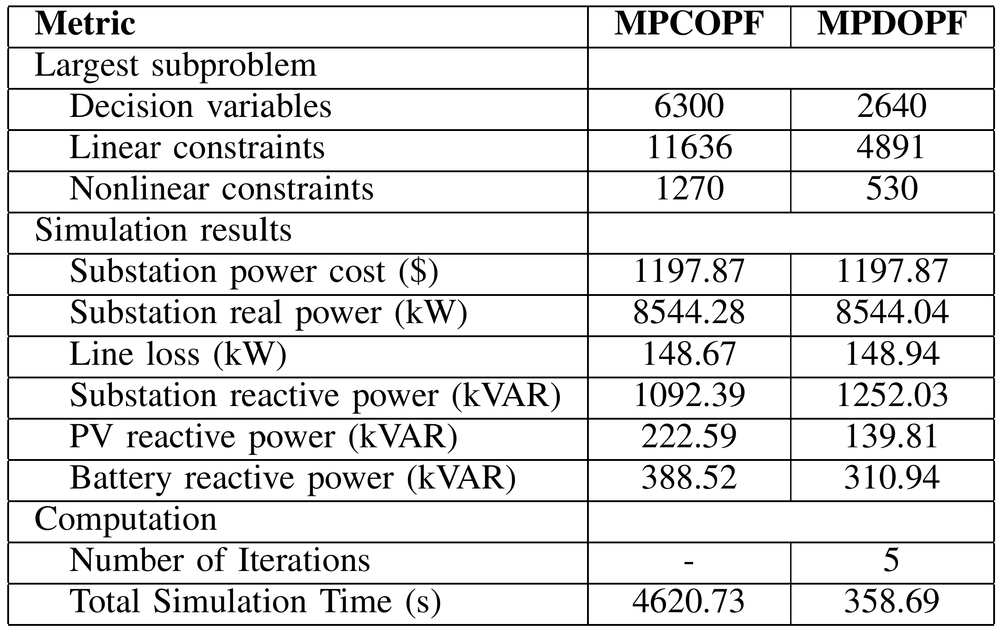 Metric MPCOPF MPDOPF
Largest subproblem
Decision variables 6300 2640
Linear constraints 11636 4891
Nonlinear constraints 1270 530
Simulation results
Substation power cost ($) 1197.87 1197.87
Substation real power (kW) 8544.28 8544.04
Line loss (kW) 148.67 148.94
Substation reactive power (kVAR) 1092.39 1252.03
PV reactive power (kVAR) 222.59 139.81
Battery reactive power (kVAR) 388.52 310.94
Computation
Number of Iterations - 5
Total Simulation Time (s) 4620.73 358.69